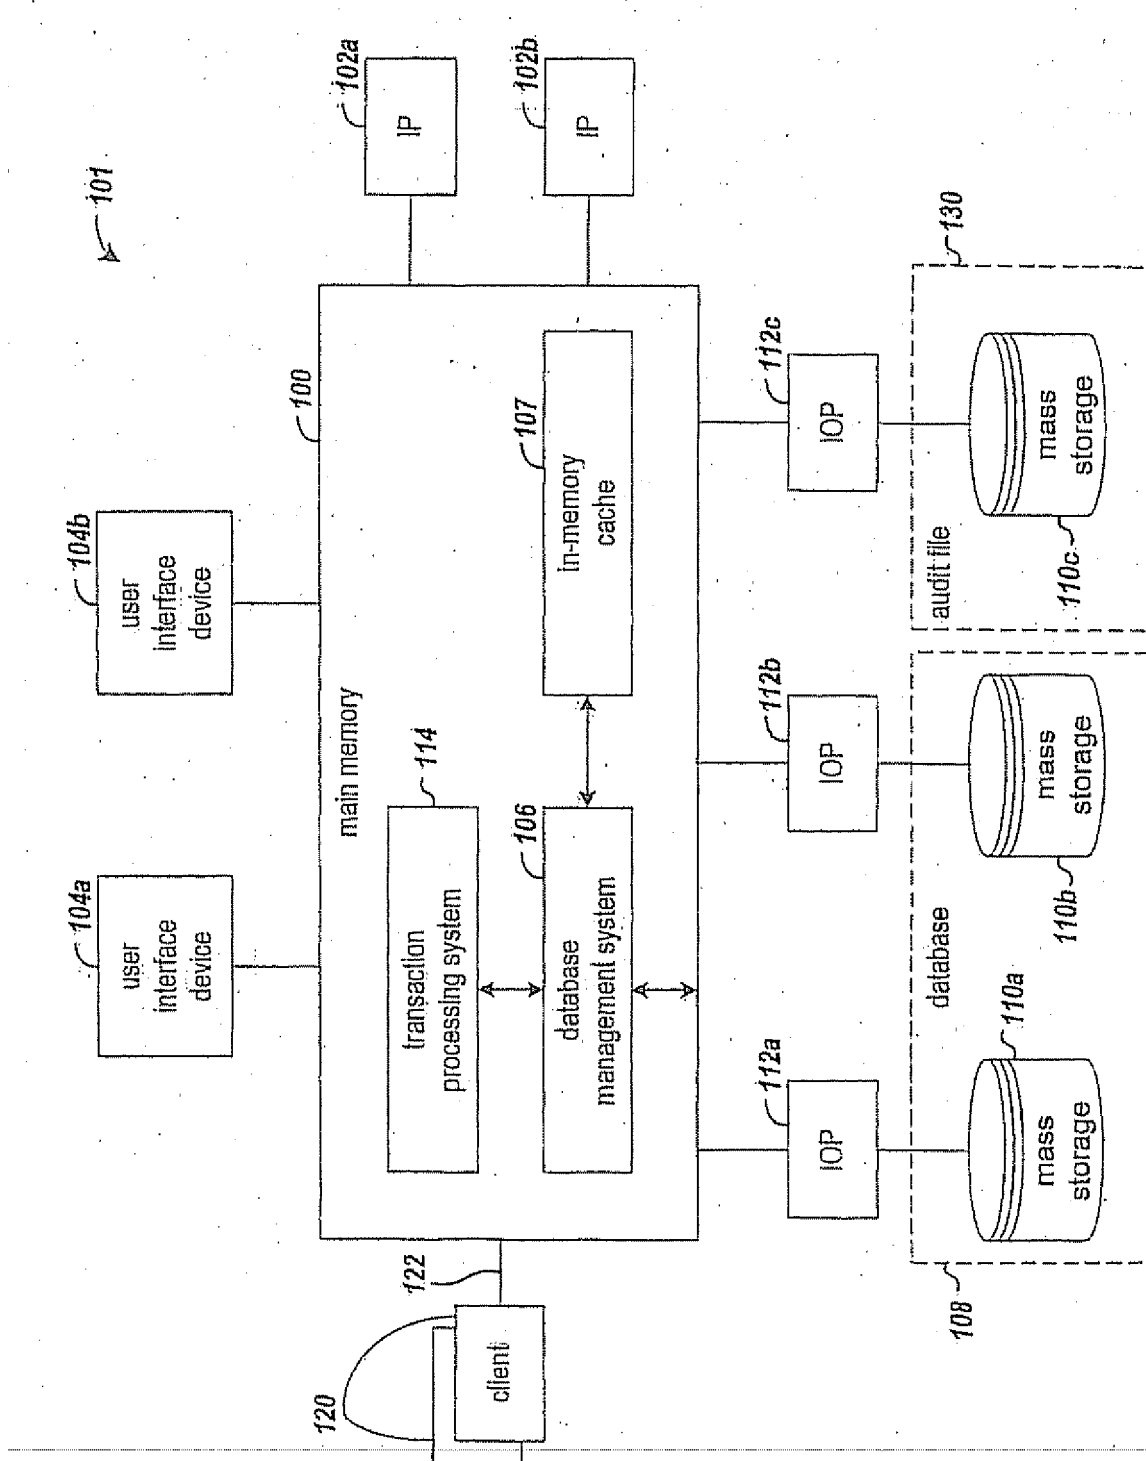 101
104a
user
interface
device
104b
user
interface
device
100
main memory
102a
IP
102b
IP
114
transaction
processing system
106
database
management system
107
in-memory
cache
120
client
122
112a
IOP
112b
IOP
112c
IOP
108
database
110a
mass
storage
110b
mass
storage
130
audit file
110c
mass
storage